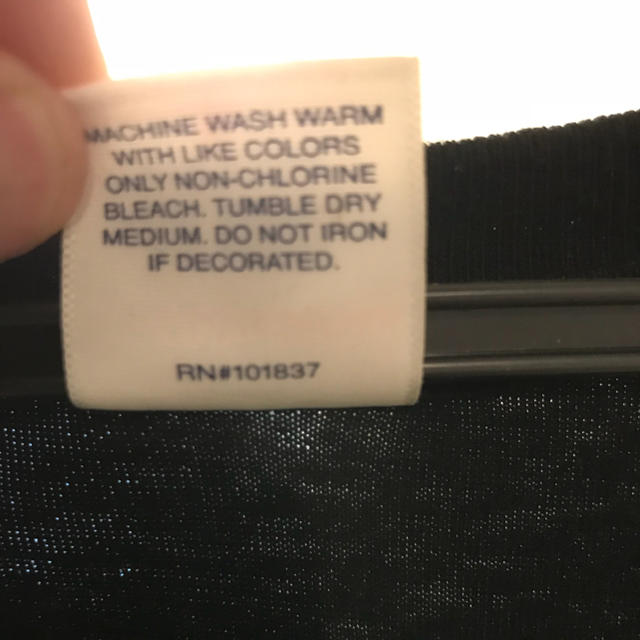 MACHINE WASH WARM
WITH LIKE COLORS
ONLY NON-CHLORINE
BLEACH. TUMBLE DRY
MEDIUM. DO NOT IRON
IF DECORATED.
RN#101837